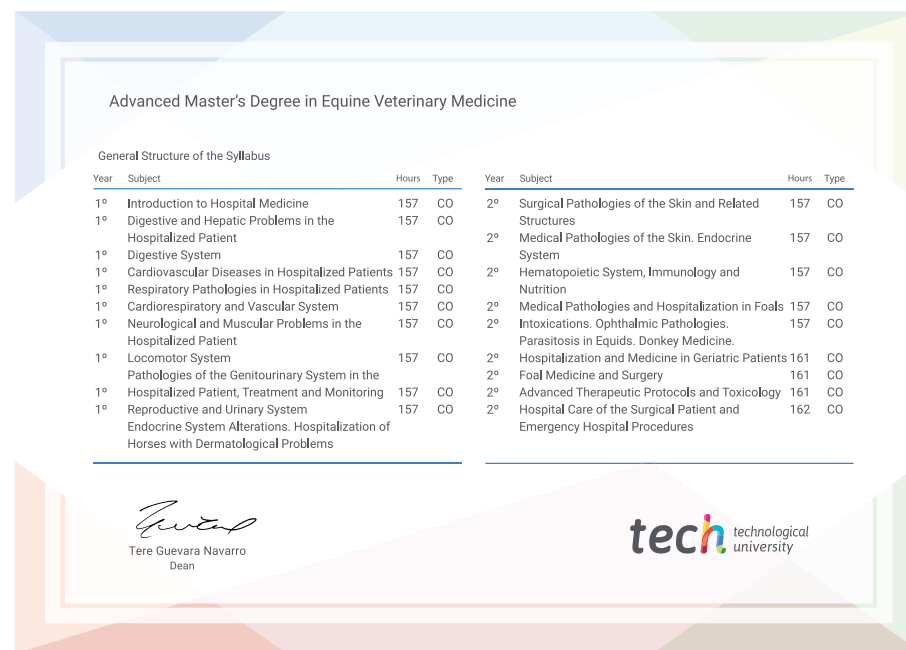 Advanced Master's Degree in Equine Veterinary Medicine
General Structure of the Syllabus
Year Subject Hours Type
1º Introduction to Hospital Medicine 157 CO
1º Digestive and Hepatic Problems in the
Hospitalized Patient 157 CO
1º Digestive System 157 CO
1º Cardiovascular Diseases in Hospitalized Patients 157 CO
1º Respiratory Pathologies in Hospitalized Patients 157 CO
1º Cardiorespiratory and Vascular System 157 CO
1º Neurological and Muscular Problems in the 157 CO
Hospitalized Patient
1º Locomotor System 157 CO
Pathologies of the Genitourinary System in the
1º Hospitalized Patient, Treatment and Monitoring 157 CO
1º Reproductive and Urinary System 157 CO
Endocrine System Alterations. Hospitalization of
Horses with Dermatological Problems
Year Subject Hours Type
2º Surgical Pathologies of the Skin and Related 157 CO
Structures
2º Medical Pathologies of the Skin. Endocrine 157 CO
System
2º Hematopoietic System, Immunology and 157 CO
Nutrition
2º Medical Pathologies and Hospitalization in Foals 157 CO
2º Intoxications. Ophthalmic Pathologies. 157 CO
Parasitosis in Equids. Donkey Medicine.
2º Hospitalization and Medicine in Geriatric Patients 161 CO
2º Foal Medicine and Surgery 161 CO
2º Advanced Therapeutic Protocols and Toxicology 161 CO
2º Hospital Care of the Surgical Patient and 162 CO
Emergency Hospital Procedures
Tere Guevara Navarro
Dean
tech technological
university